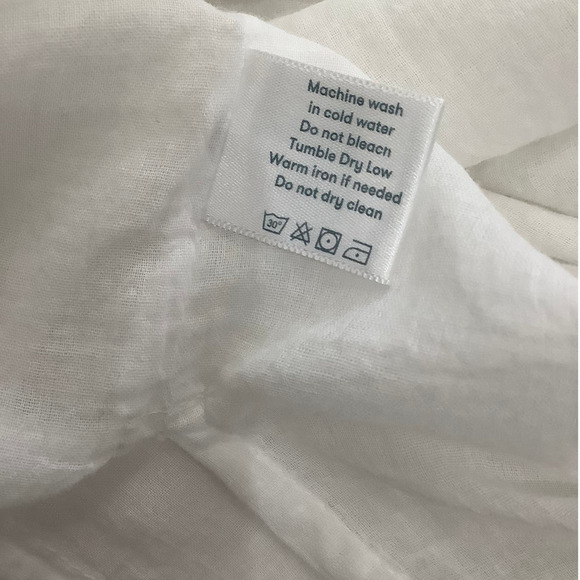 Machine wash
in cold water
Do not bleach
Tumble Dry Low
Warm iron if needed
Do not dry clean
30°